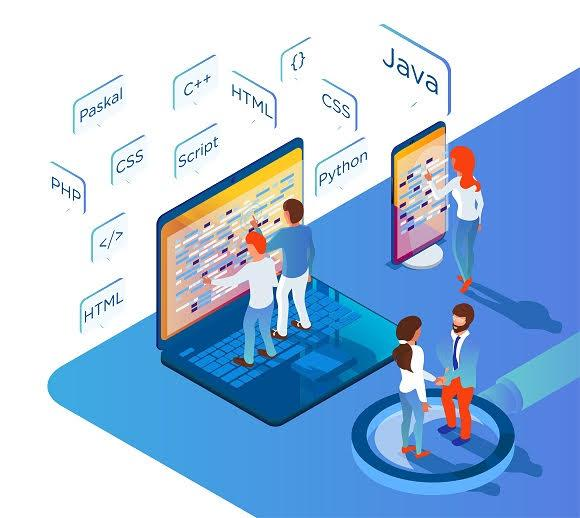 {}
Java
C++
Paskal
HTML
CSS
Script
CSS
Python
PHP
</>
HTML